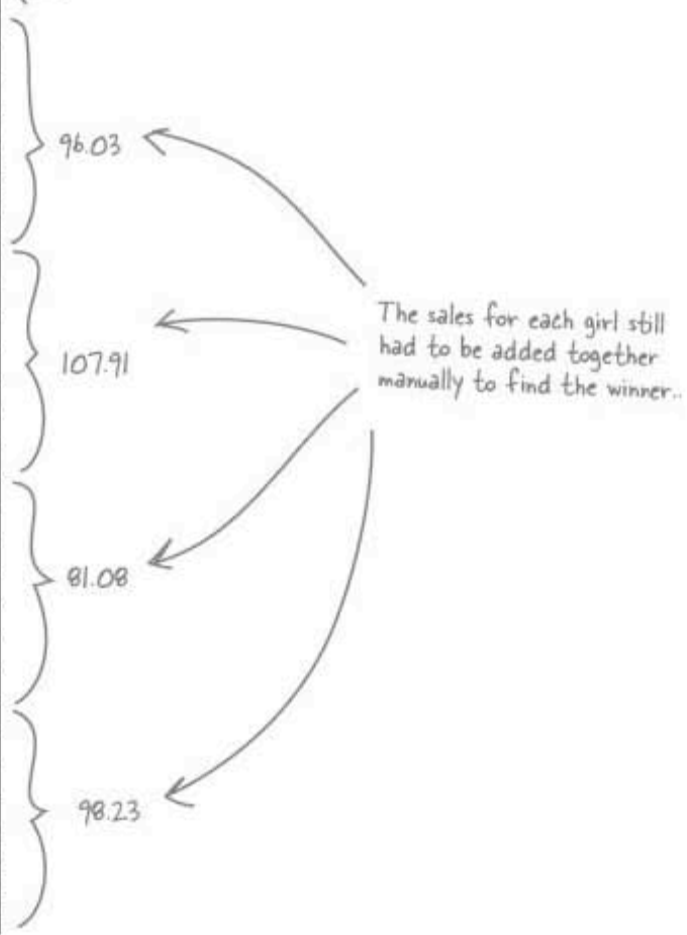 96.03
107.91
The sales for each girl still
had to be added together
manually to find the winner..
81.08
98.23